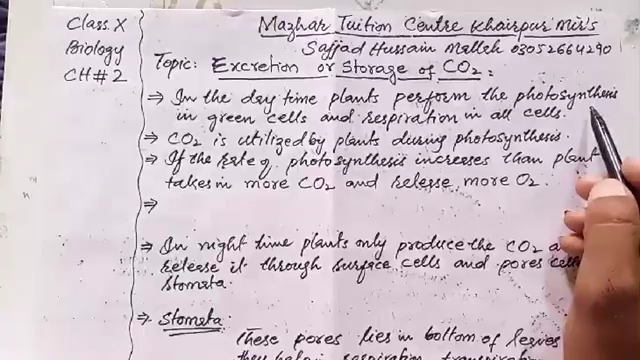 Class. X
Biology
CH# 2
Mazhar Tuition Centre Khairpur Mir's
Sajjad Hussain Malleh 03052664290
Topic: Excretion or Storage of CO2:
⇒ In the day time plants perform the photosynthesis
in green cells and respiration in all cells.
⇒ CO2 is utilized by plants during photosynthesis.
⇒ If the rate of photosynthesis increases than plant
takes in more CO2 and release more O2.
⇒
⇒ In night time plants only produce the CO2
release it through surface cells and pores
Stomata.
⇒. Stomata:
These pores lies in bottom of leaves
respiration